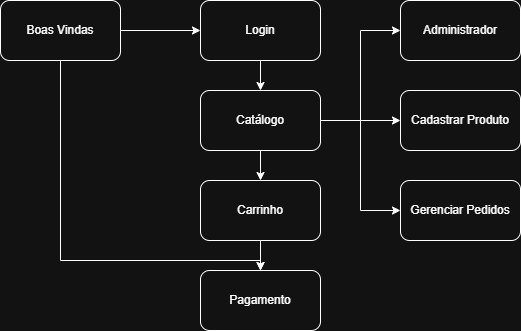 Boas Vindas
Login
Administrador
Catálogo
Cadastrar Produto
Carrinho
Gerenciar Pedidos
Pagamento